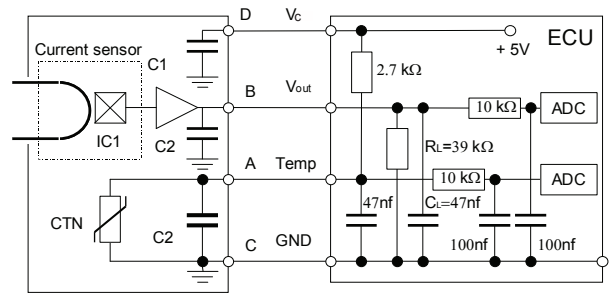 D Vc ECU
+ 5V
Current sensor C1
2.7 kΩ
B Vout
10 kΩ ADC
IC1 C2
RL=39 kΩ
A Temp
10 kΩ ADC
CTN C2
47nf CL=47nf
C GND 100nf 100nf